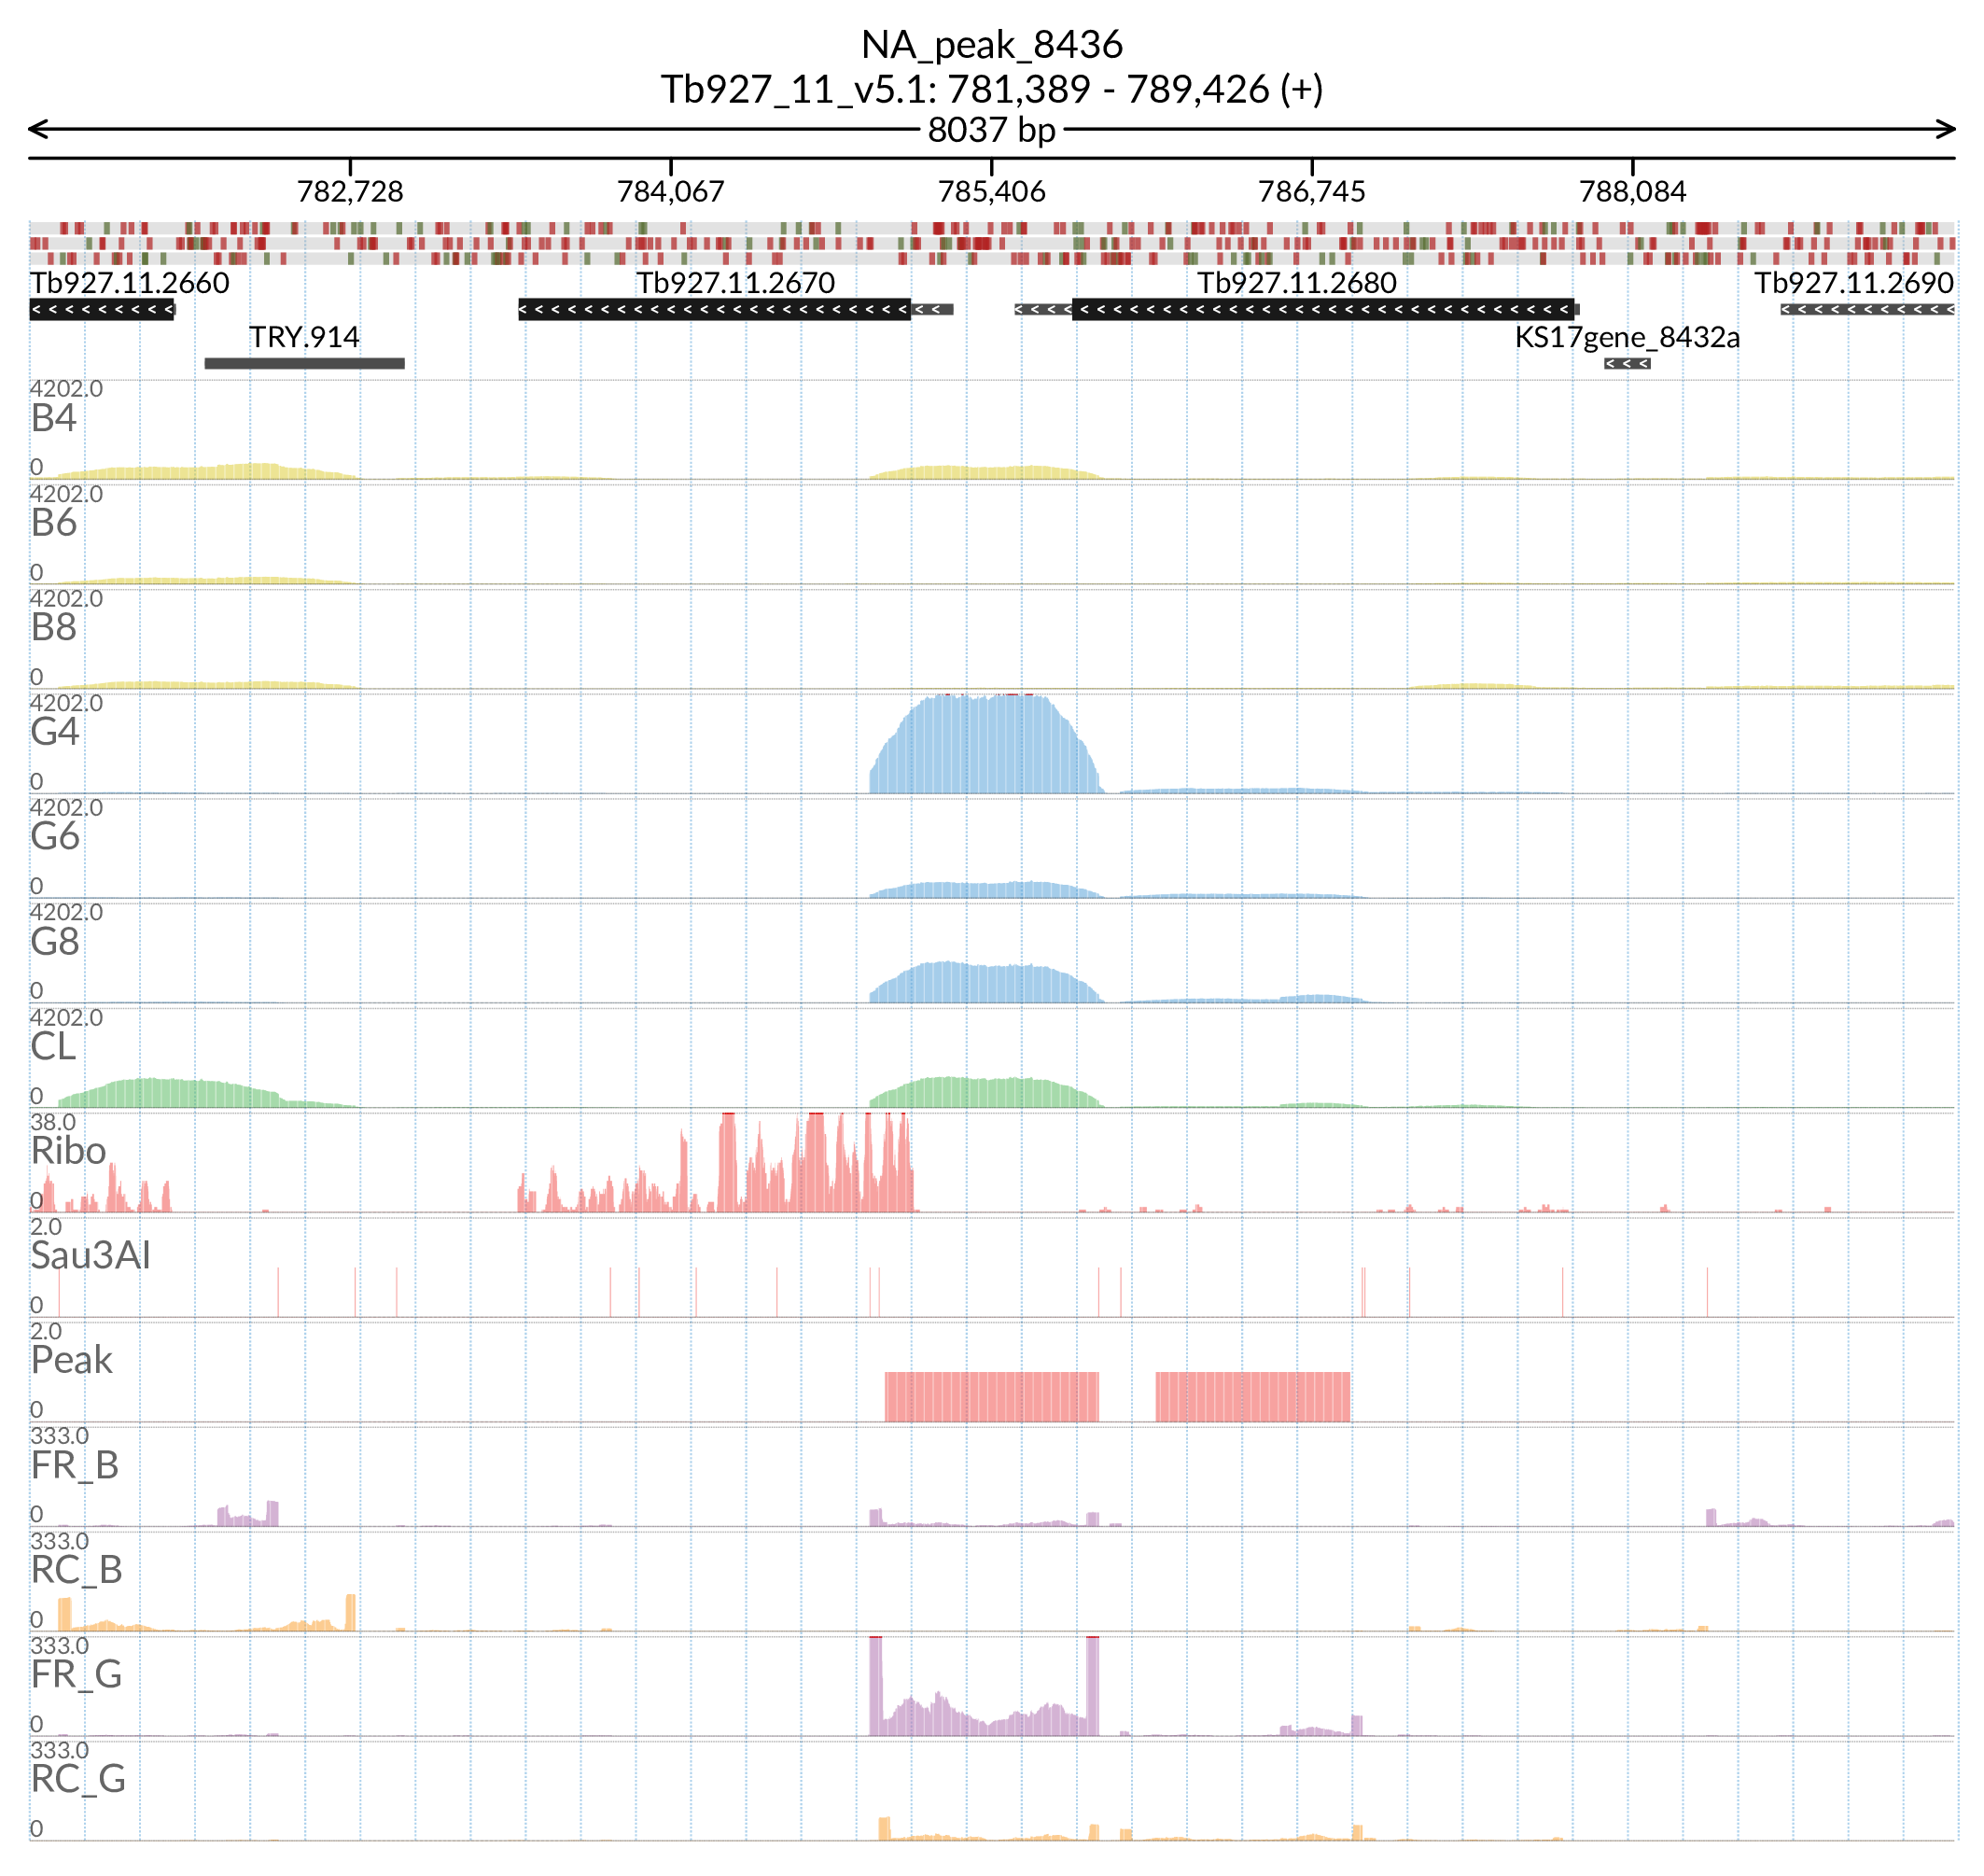 NA_peak_8436
Tb927_11_v5.1: 781,389 - 789,426 (+)
8037 bp
782,728 784,067 785,406 786,745 788,084
Tb927.11.2660 Tb927.11.2670 Tb927.11.2680 Tb927.11.2690
TRY.914 KS17gene_8432a
4202.0
B4
0
4202.0
B6
0
4202.0
B8
0
4202.0
G4
0
4202.0
G6
0
4202.0
G8
0
4202.0
CL
0
38.0
Ribo
0
2.0
Sau3AI
0
2.0
Peak
0
333.0
FR_B
0
333.0
RC_B
0
333.0
FR_G
0
333.0
RC_G
0